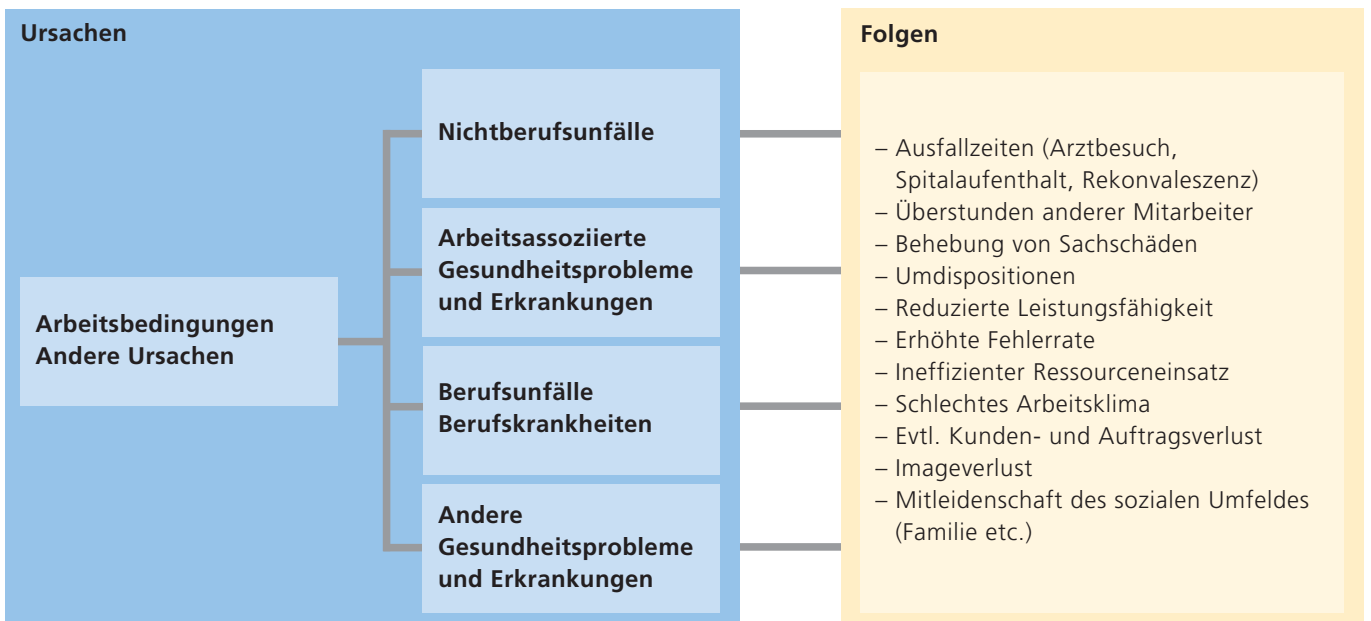 Ursachen
Arbeitsbedingungen
Andere Ursachen
Nichtberufsunfälle
Arbeitsassoziierte
Gesundheitsprobleme
und Erkrankungen
Berufsunfälle
Berufskrankheiten
Andere
Gesundheitsprobleme
und Erkrankungen
Folgen
– Ausfallzeiten (Arztbesuch,
Spitalaufenthalt, Rekonvaleszenz)
– Überstunden anderer Mitarbeiter
– Behebung von Sachschäden
– Umdispositionen
– Reduzierte Leistungsfähigkeit
– Erhöhte Fehlerrate
– Ineffizienter Ressourceneinsatz
– Schlechtes Arbeitsklima
– Evtl. Kunden- und Auftragsverlust
– Imageverlust
– Mitleidenschaft des sozialen Umfeldes
(Familie etc.)